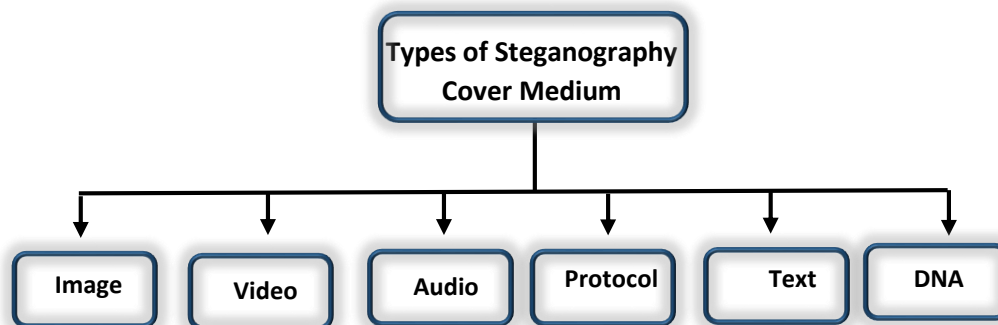 Types of Steganography
Cover Medium
Image
Video
Audio
Protocol
Text
DNA